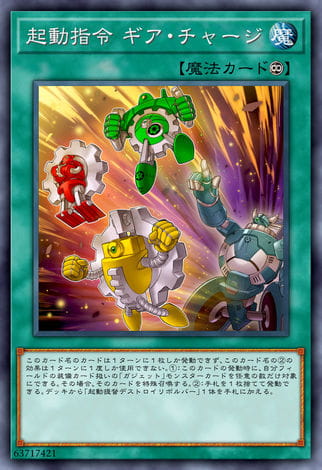 起動指令 ギア・チャージ 魔
【魔法カード】
このカード名のカードは1ターンに1枚しか発動できず、このカード名の②の
効果は1ターンに1度しか使用できない。①:このカードの発動時に、自分フィ
ールドの装備カード扱いの「ガジェット」モンスターカードを任意の数だけ対象
にできる。その場合、そのカードを特殊召喚する。②:手札を1枚捨てて発動で
きる。デッキから「起動提督デストロイリボルバー」1体を手札に加える。
63717421